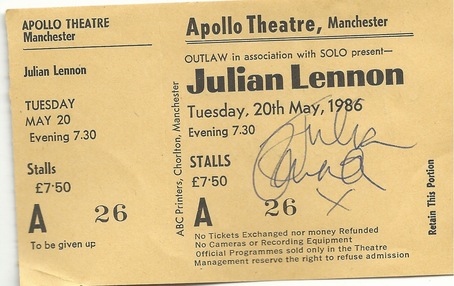 APOLLO THEATRE
Manchester
Julian Lennon
TUESDAY
MAY 20
Evening 7.30
Stalls
£7·50
A 26
To be given up
ABC Printers, Chorlton, Manchester
Apollo Theatre, Manchester
OUTLAW in association with SOLO present—
Julian Lennon
Tuesday, 20th May, 1986
Evening 7.30
STALLS
£7·50
A 26
Julian
X
No Tickets Exchanged nor money Refunded
No Cameras or Recording Equipment
Official Programmes sold only in the Theatre
Management reserve the right to refuse admission
Retain This Portion